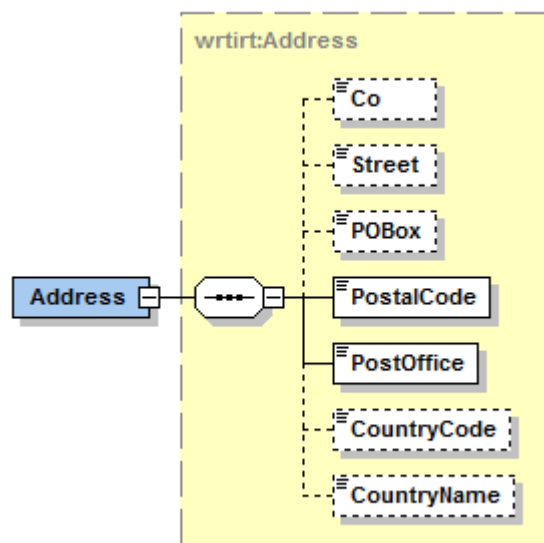 wrtirt:Address
Co
Street
POBox
Address
PostalCode
PostOffice
CountryCode
CountryName